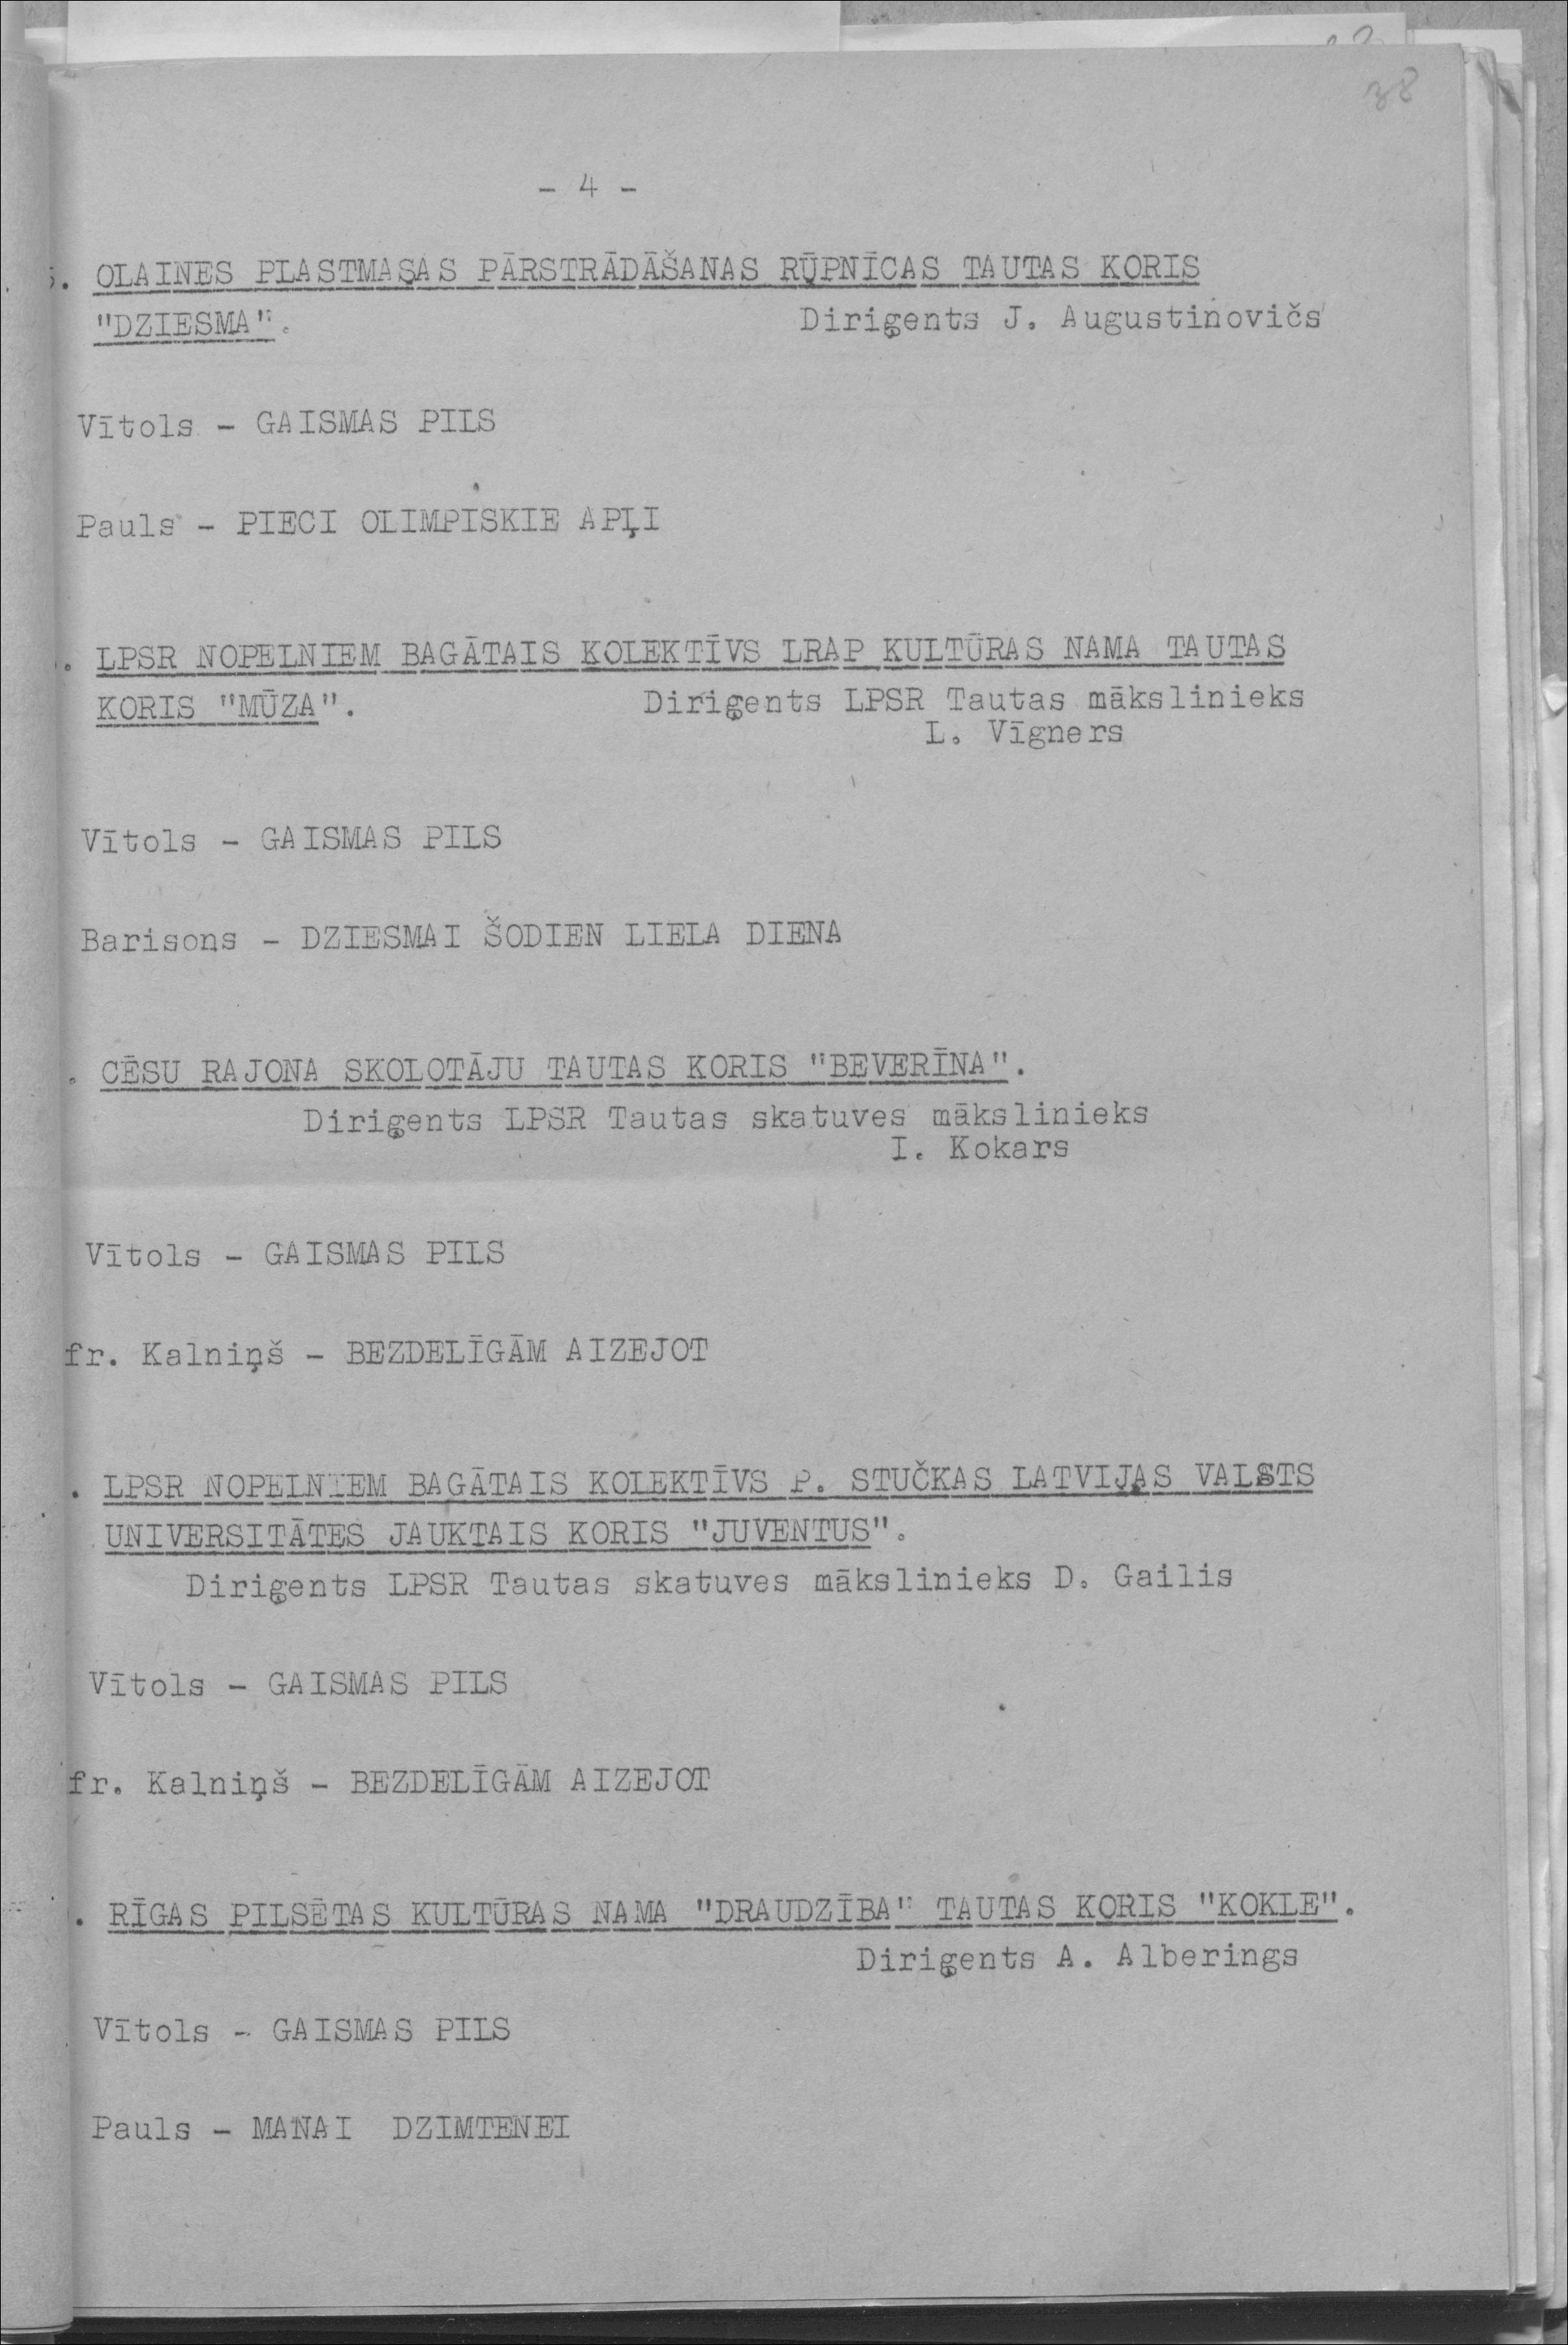 38
- 4 -
. OLAINES PLASTMASAS PĀRSTRĀDĀŠANAS RŪPNĪCAS TAUTAS KORIS
"DZIESMA". Diriģents J. Augustinovičs
Vītols - GAISMAS PILS
Pauls - PIECI OLIMPISKIE APĻI
. LPSR NOPELNIEM BAGĀTAIS KOLEKTĪVS LRAP KULTŪRAS NAMA TAUTAS
KORIS "MŪZA". Diriģents LPSR Tautas mākslinieks
L. Vīgners
Vītols - GAISMAS PILS
Barisons - DZIESMAI ŠODIEN LIELA DIENA
. CĒSU RAJONA SKOLOTĀJU TAUTAS KORIS "BEVERĪNA".
Diriģents LPSR Tautas skatuves mākslinieks
I. Kokars
Vītols - GAISMAS PILS
fr. Kalniņš - BEZDELĪGĀM AIZEJOT
. LPSR NOPELNIEM BAGĀTAIS KOLEKTĪVS P. STUČKAS LATVIJAS VALSTS
UNIVERSITĀTES JAUKTAIS KORIS "JUVENTUS".
Diriģents LPSR Tautas skatuves mākslinieks D. Gailis
Vītols - GAISMAS PILS
fr. Kalniņš - BEZDELĪGĀM AIZEJOT
. RĪGAS PILSĒTAS KULTŪRAS NAMA "DRAUDZĪBA" TAUTAS KORIS "KOKLE".
Diriģents A. Alberings
Vītols - GAISMAS PILS
Pauls - MANAI DZIMTENEI